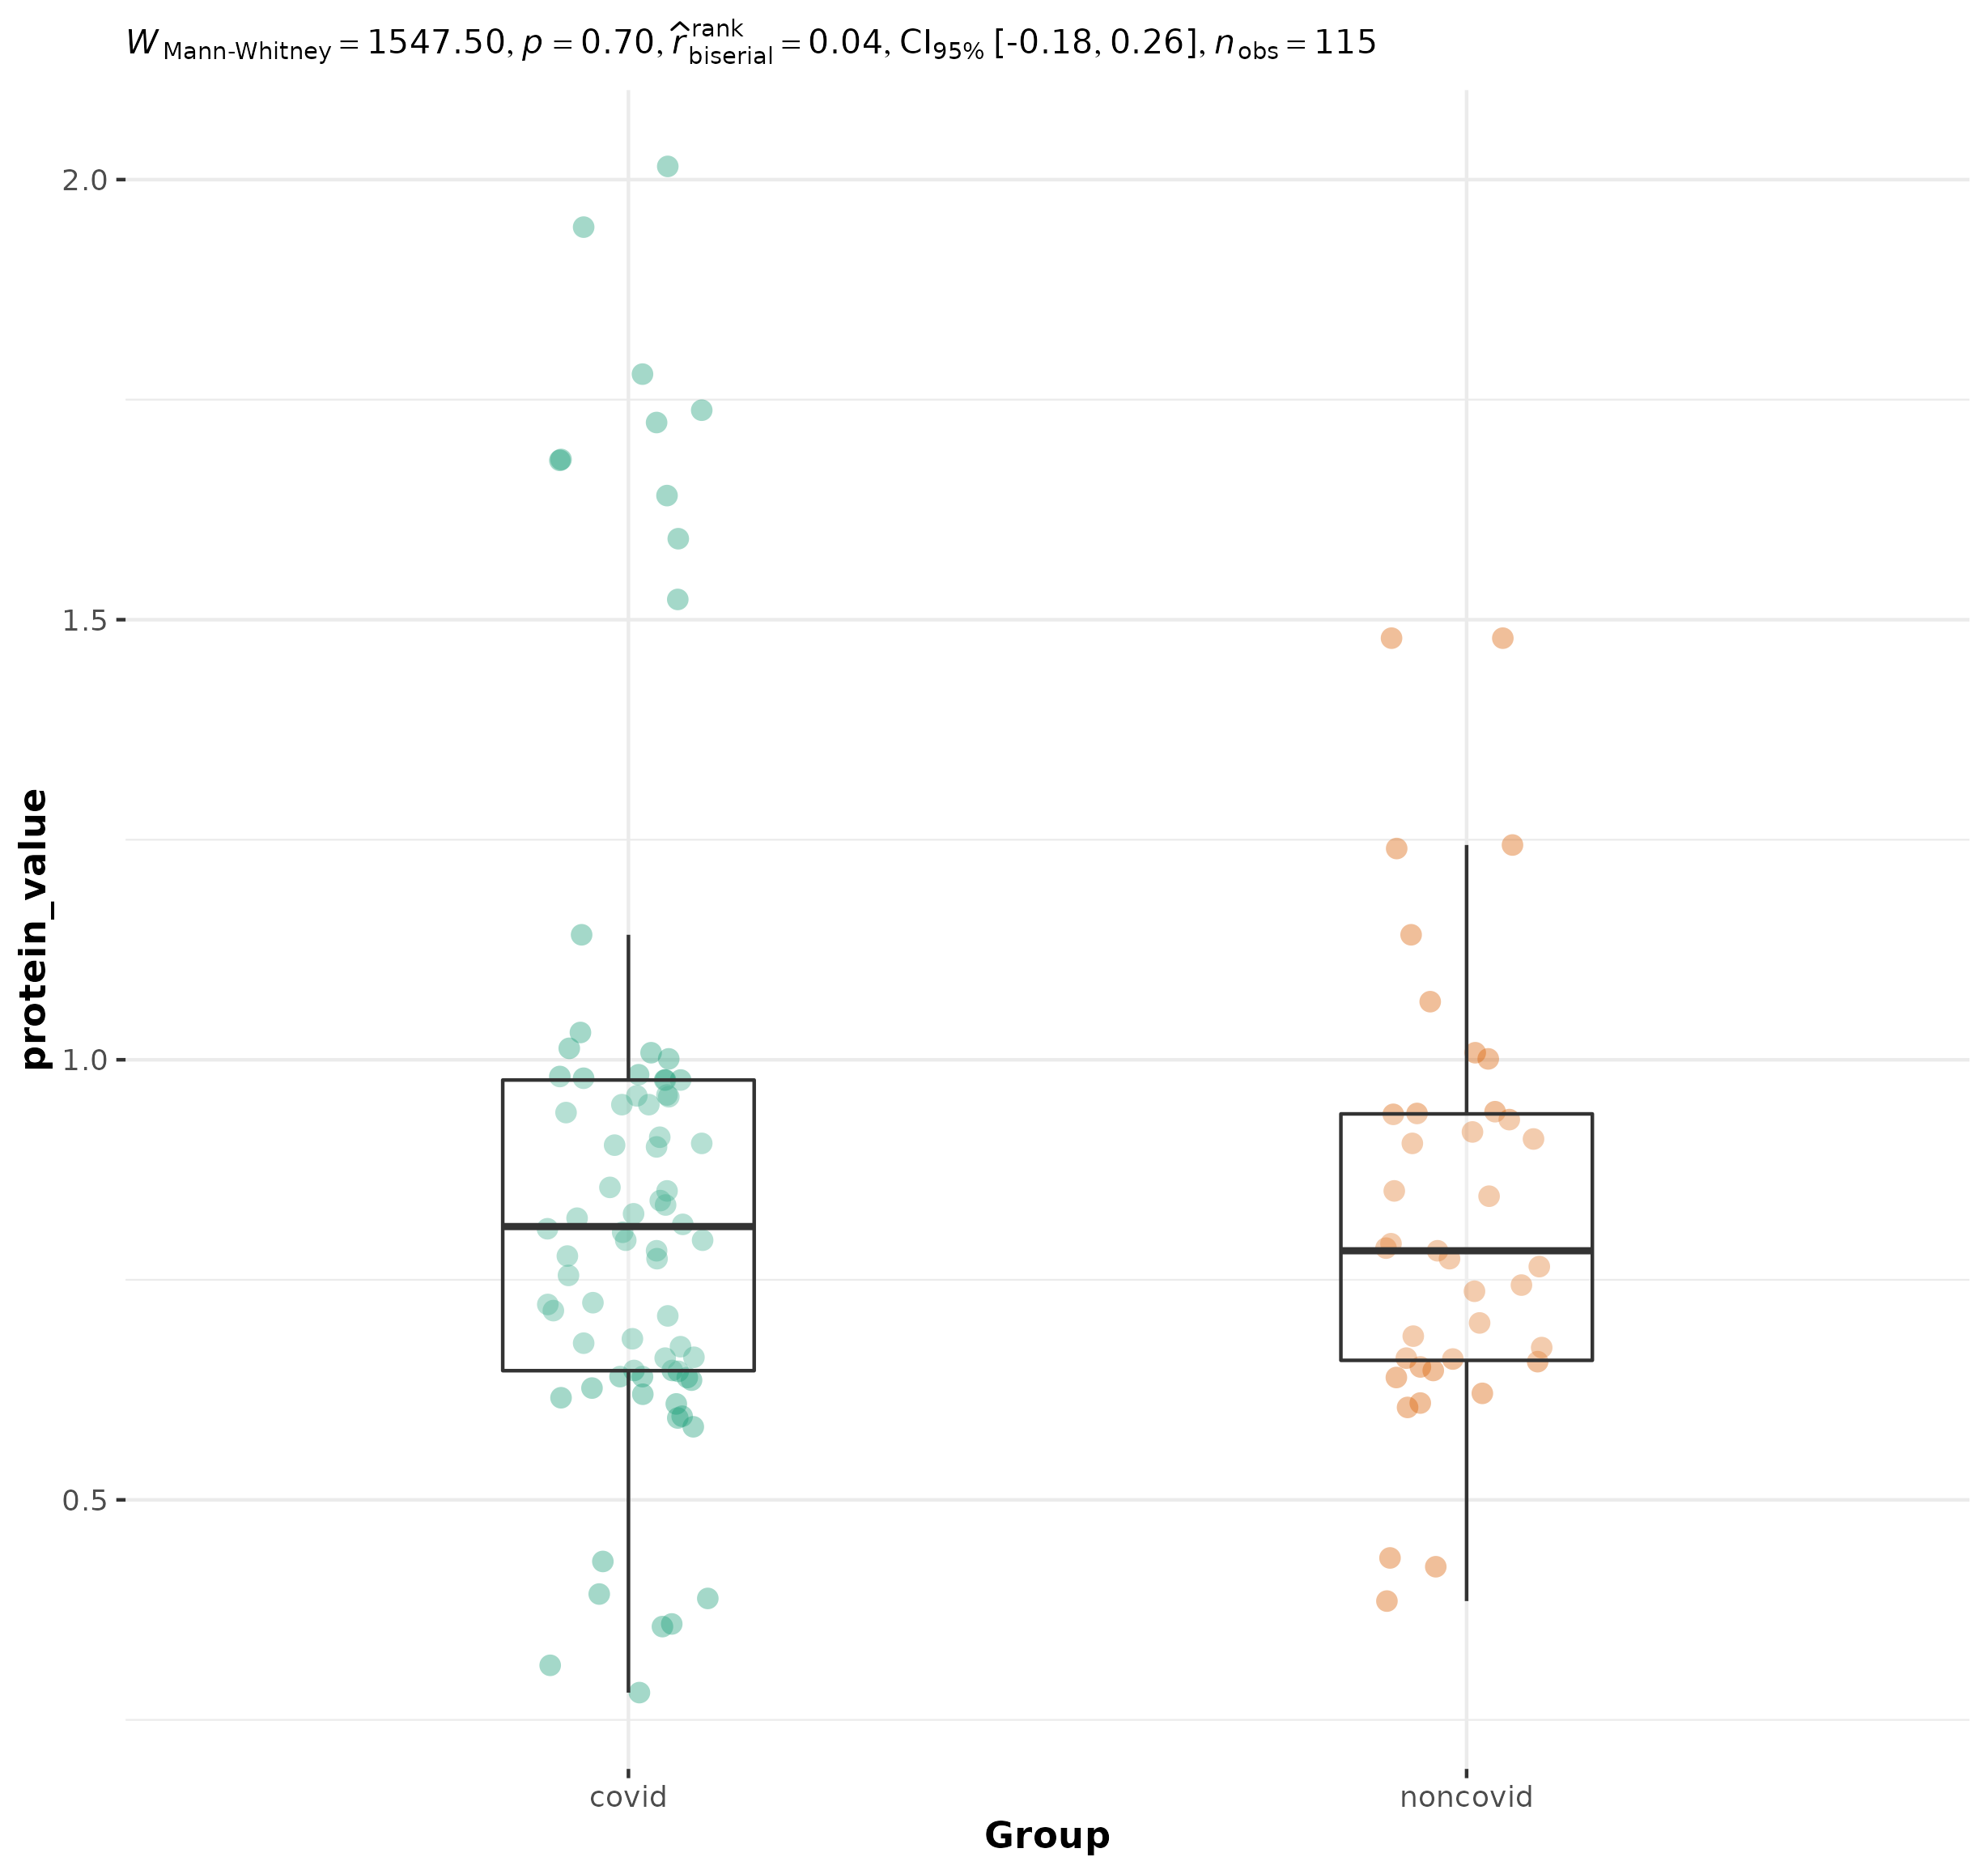 W Mann-Whitney = 1547.50, p = 0.70, r̂ rank biserial = 0.04, CI95% [-0.18, 0.26], nobs = 115
2.0
1.5
1.0
0.5
protein_value
covid noncovid
Group